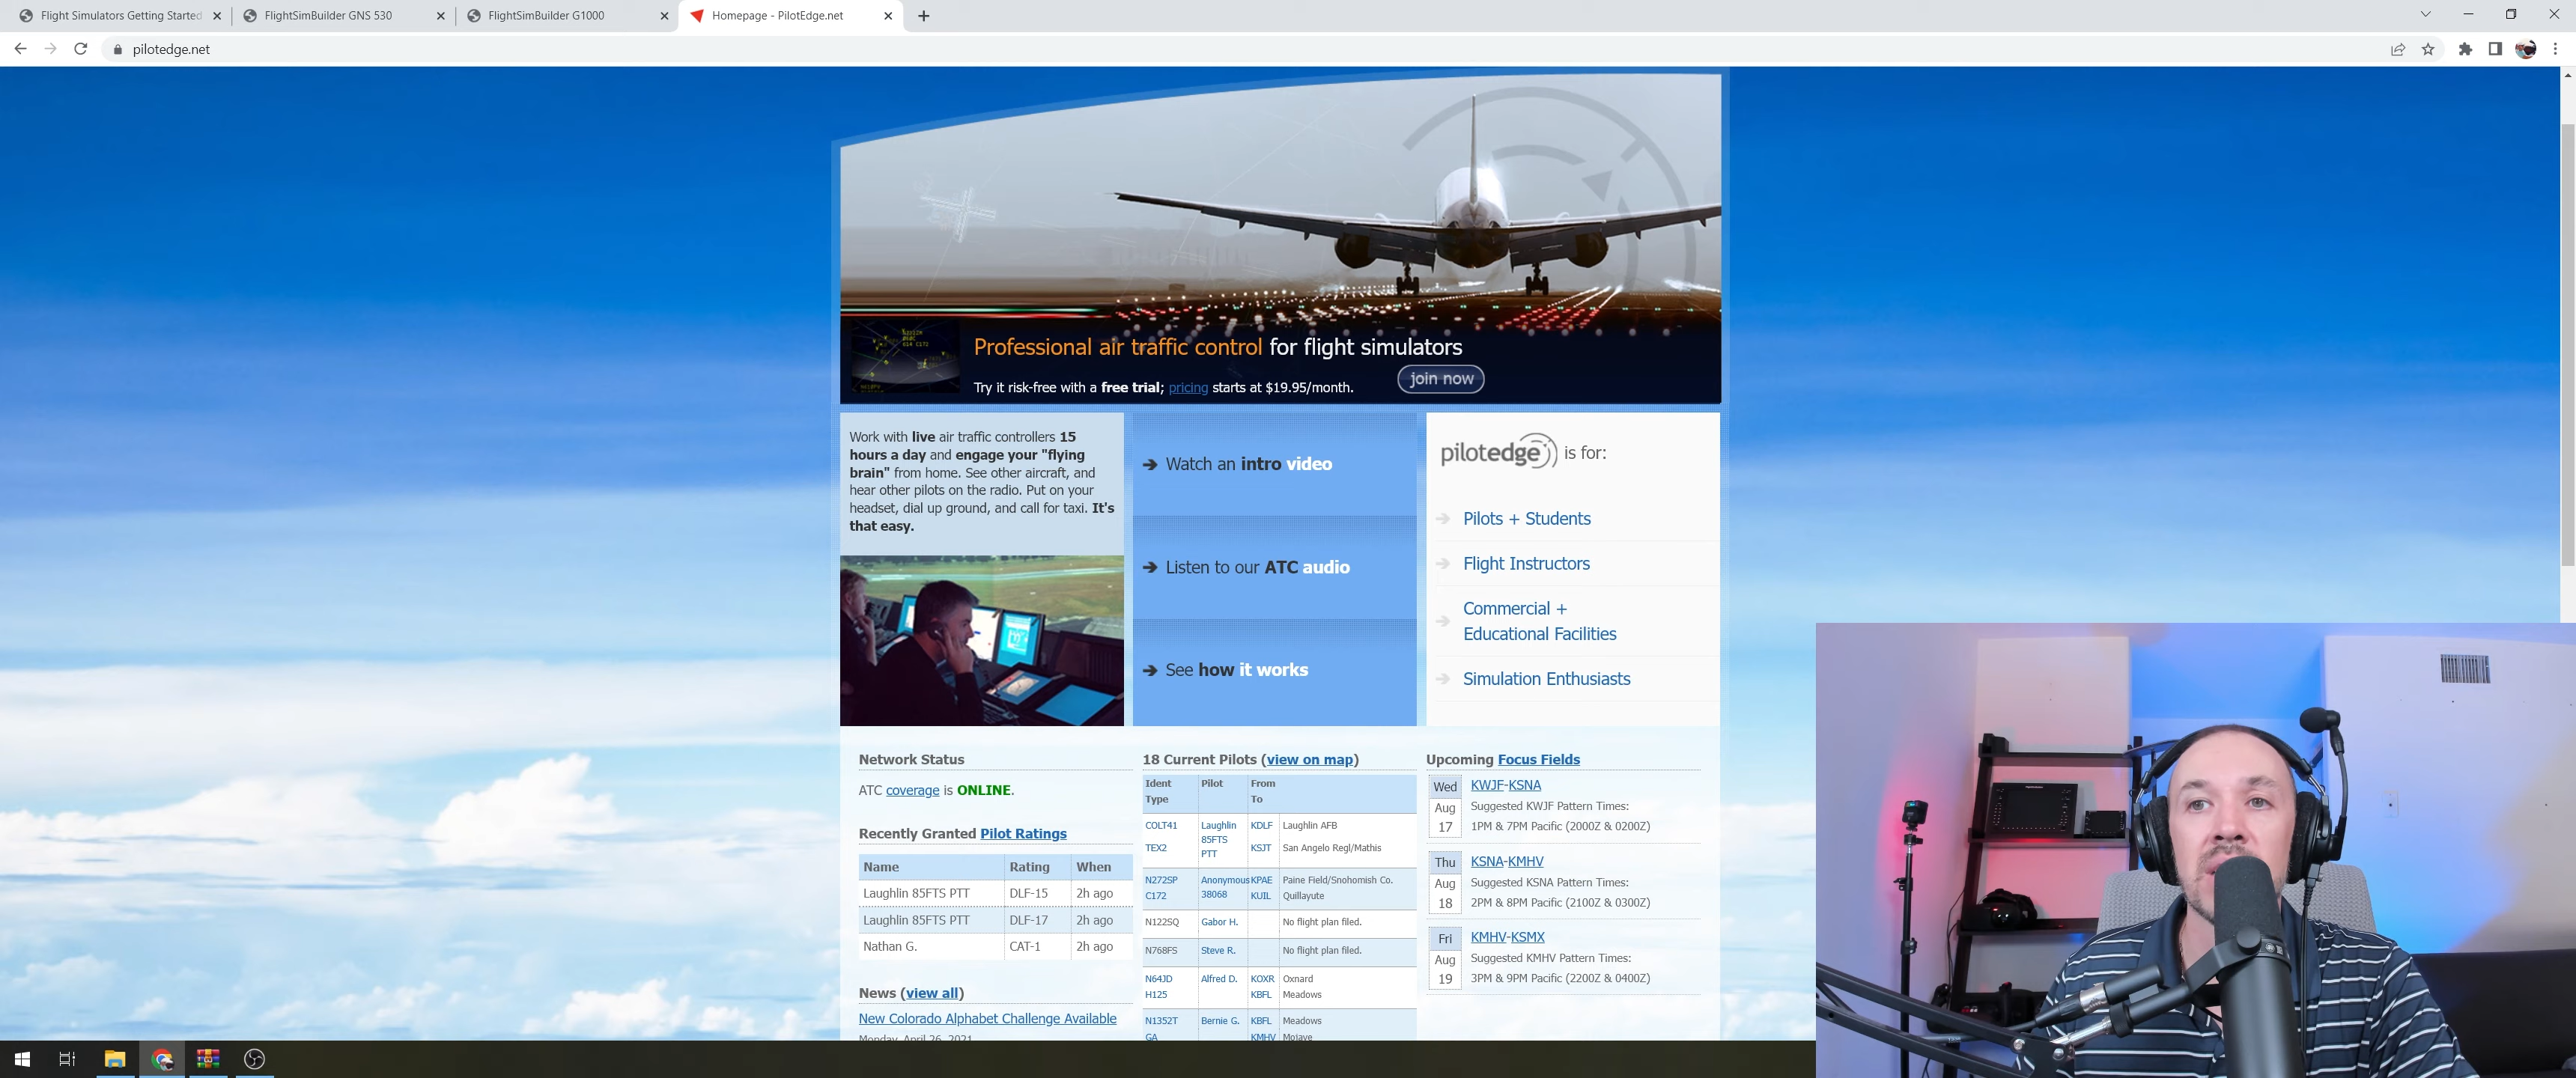 Flight Simulators Getting Started
FlightSimBuilder GNS 530
FlightSimBuilder G1000
Homepage - PilotEdge.net
pilotedge.net
Professional air traffic control for flight simulators
Try it risk-free with a free trial; pricing starts at $19.95/month.
join now
Work with live air traffic controllers 15
hours a day and engage your "flying
brain" from home. See other aircraft, and
hear other pilots on the radio. Put on your
headset, dial up ground, and call for taxi. It's
that easy.
Watch an intro video
Listen to our ATC audio
See how it works
pilotedge is for:
Pilots + Students
Flight Instructors
Commercial +
Educational Facilities
Simulation Enthusiasts
Network Status
ATC coverage is ONLINE.
Recently Granted Pilot Ratings
Name Rating When
Laughlin 85FTS PTT DLF-15 2h ago
Laughlin 85FTS PTT DLF-17 2h ago
Nathan G. CAT-1 2h ago
News (view all)
New Colorado Alphabet Challenge Available
Monday, April 26, 2021
18 Current Pilots (view on map)
Ident Pilot From
Type To
COLT41 Laughlin KDLF Laughlin AFB
85FTS
TEX2 PTT KSJT San Angelo Regl/Mathis
N272SP Anonymous KPAE Paine Field/Snohomish Co.
C172 38068 KUIL Quillayute
N122SQ Gabor H. No flight plan filed.
N768FS Steve R. No flight plan filed.
N64JD Alfred D. KOXR Oxnard
H125 KBFL Meadows
N1352T Bernie G. KBFL Meadows
GA KMHV Mojave
Upcoming Focus Fields
Wed KWJF-KSNA
Aug Suggested KWJF Pattern Times:
17 1PM & 7PM Pacific (2000Z & 0200Z)
Thu KSNA-KMHV
Aug Suggested KSNA Pattern Times:
18 2PM & 8PM Pacific (2100Z & 0300Z)
Fri KMHV-KSMX
Aug Suggested KMHV Pattern Times:
19 3PM & 9PM Pacific (2200Z & 0400Z)